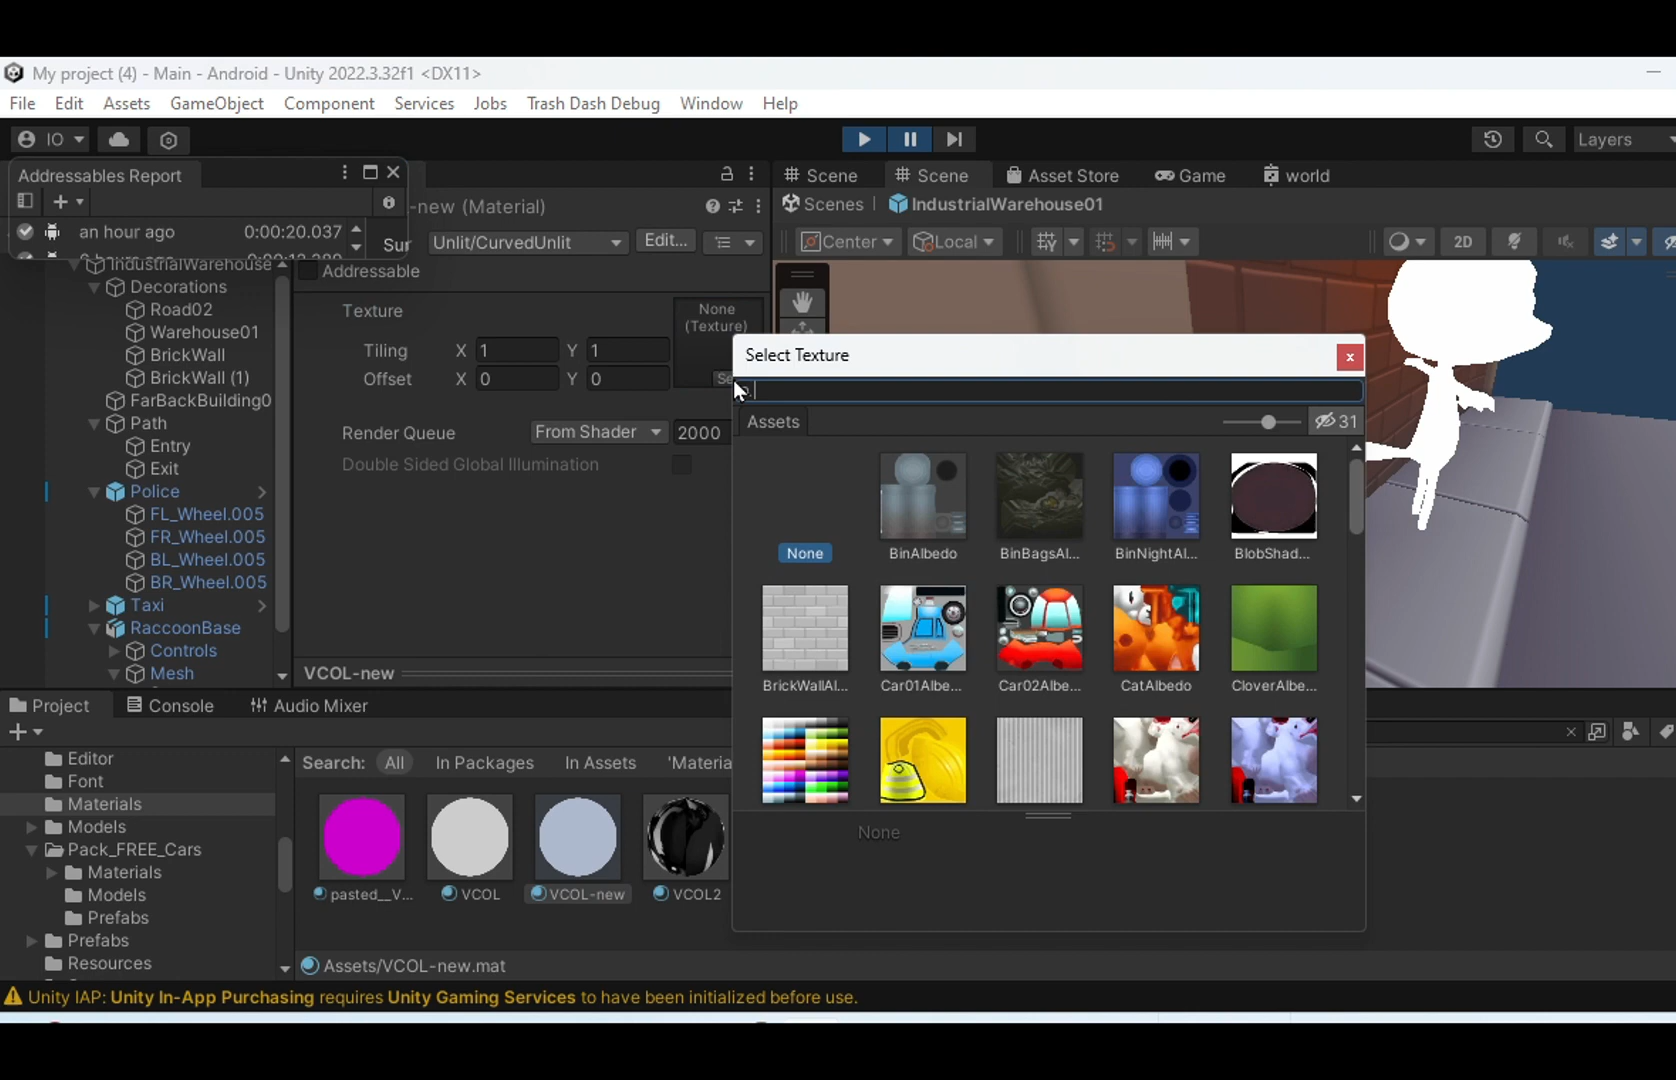 My project (4) - Main - Android - Unity 2022.3.32f1 <DX11>
File Edit Assets GameObject Component Services Jobs Trash Dash Debug Window Help
IO
Layers
Addressables Report
Scene Scene Asset Store Game world
-new (Material)
Scenes IndustrialWarehouse01
an hour ago 0:00:20.037
Unlit/CurvedUnlit Edit...
Center Local 2D
IndustrialWarehouse
Addressable
Decorations
Road02
Warehouse01
BrickWall
BrickWall (1)
FarBackBuilding0
Path
Entry
Exit
Police
FL_Wheel.005
FR_Wheel.005
BL_Wheel.005
BR_Wheel.005
Taxi
RaccoonBase
Controls
Mesh
Texture
None
(Texture)
Tiling X 1 Y 1
Offset X 0 Y 0
Render Queue From Shader 2000
Double Sided Global Illumination
VCOL-new
Select Texture
x
Assets
31
None BinAlbedo BinBagsAl... BinNightAl... BlobShad...
BrickWallAl... Car01Albe... Car02Albe... CatAlbedo CloverAlbe...
None
Project Console Audio Mixer
Editor
Font
Materials
Models
Pack_FREE_Cars
Materials
Models
Prefabs
Prefabs
Resources
Search: All In Packages In Assets 'Materia
pasted__V... VCOL VCOL-new VCOL2
Assets/VCOL-new.mat
Unity IAP: Unity In-App Purchasing requires Unity Gaming Services to have been initialized before use.